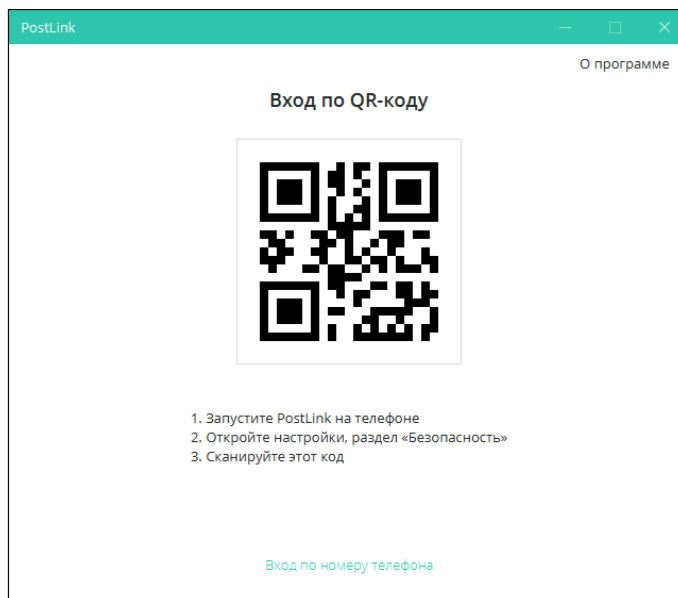 PostLink
О программе
Вход по QR-коду
1. Запустите PostLink на телефоне
2. Откройте настройки, раздел «Безопасность»
3. Сканируйте этот код
Вход по номеру телефона